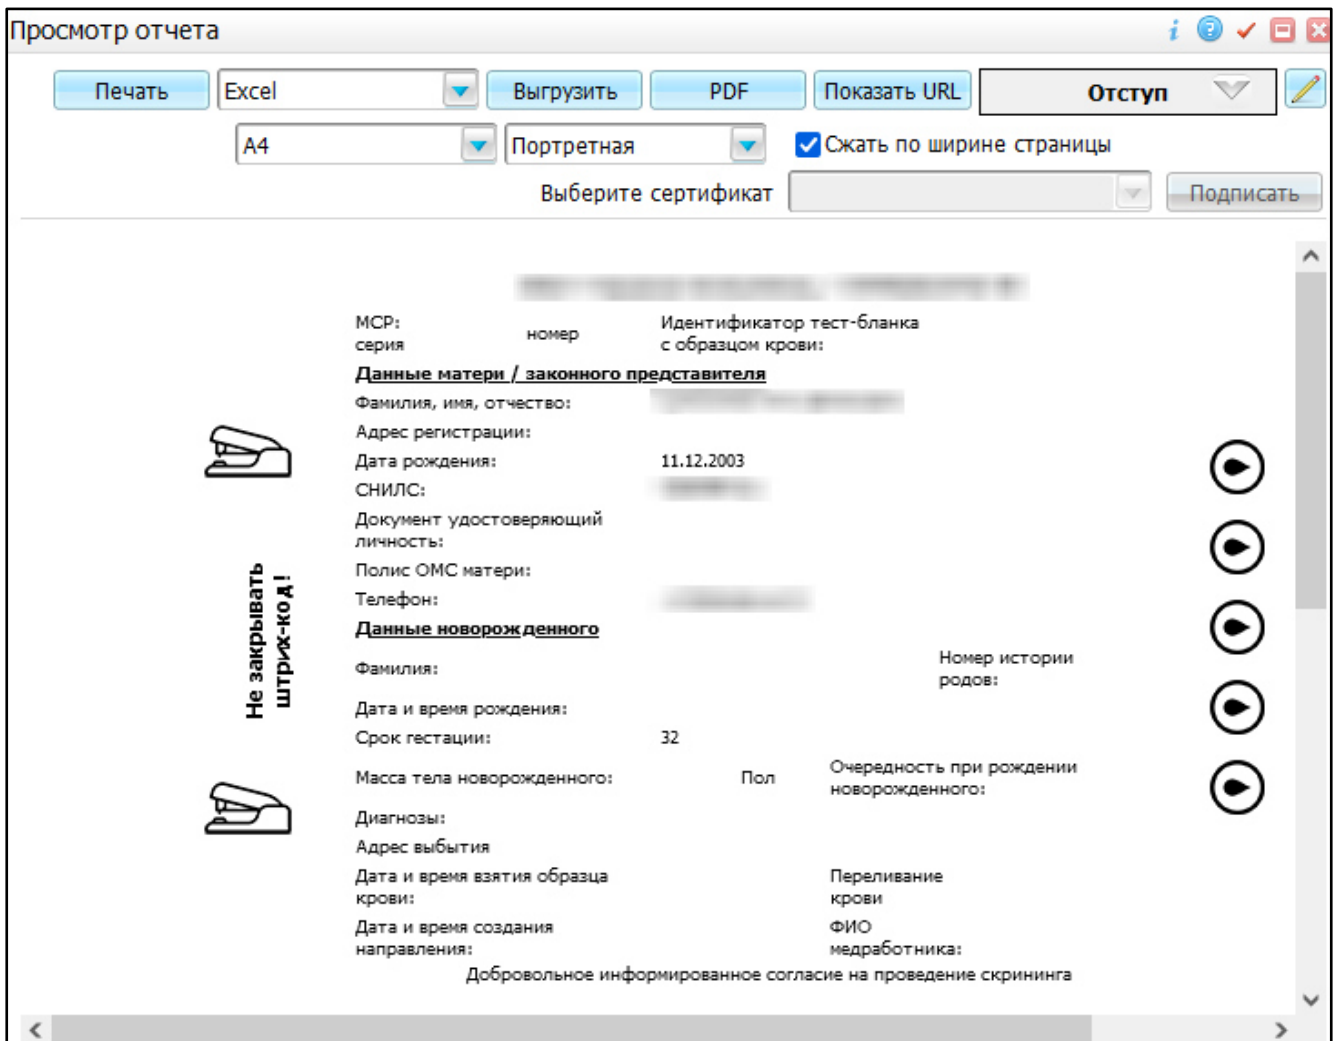 Просмотр отчета
Печать
Excel
Выгрузить
PDF
Показать URL
Отступ
A4
Портретная
Сжать по ширине страницы
Выберите сертификат
Подписать
МСР:
серия
номер
Идентификатор тест-бланка
с образцом крови:
Данные матери / законного представителя
Фамилия, имя, отчество:
Адрес регистрации:
Дата рождения: 11.12.2003
СНИЛС:
Документ удостоверяющий
личность:
Полис ОМС матери:
Телефон:
Не закрывать
штрих-код!
Данные новорожденного
Фамилия:
Номер истории
родов:
Дата и время рождения:
Срок гестации: 32
Масса тела новорожденного:
Пол
Очередность при рождении
новорожденного:
Диагнозы:
Адрес выбытия
Дата и время взятия образца
крови:
Переливание
крови
Дата и время создания
направления:
ФИО
медработника:
Добровольное информированное согласие на проведение скрининга